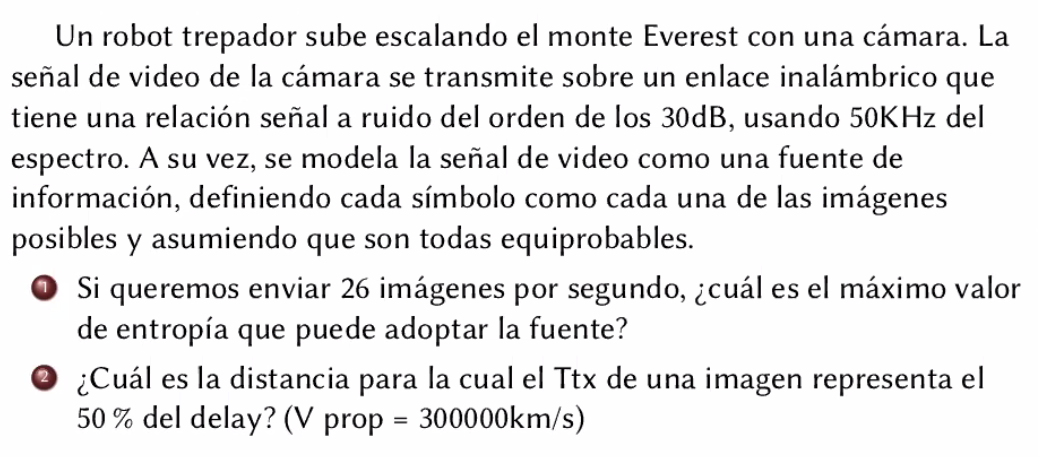 Un robot trepador sube escalando el monte Everest con una cámara. La
señal de video de la cámara se transmite sobre un enlace inalámbrico que
tiene una relación señal a ruido del orden de los 30dB, usando 50KHz del
espectro. A su vez, se modela la señal de video como una fuente de
información, definiendo cada símbolo como cada una de las imágenes
posibles y asumiendo que son todas equiprobables.
1 Si queremos enviar 26 imágenes por segundo, ¿cuál es el máximo valor
de entropía que puede adoptar la fuente?
2 ¿Cuál es la distancia para la cual el Ttx de una imagen representa el
50 % del delay? (V prop = 300000km/s)